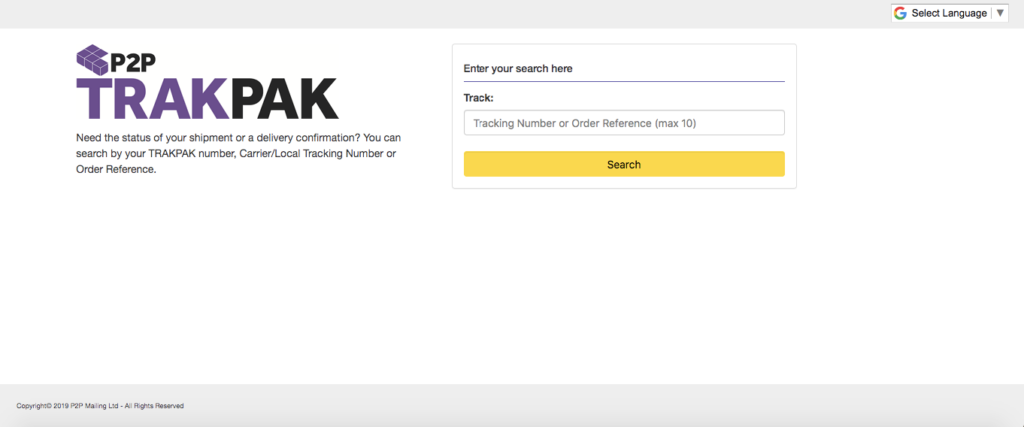 Select Language ▼
P2P
TRAKPAK
Need the status of your shipment or a delivery confirmation? You can
search by your TRAKPAK number, Carrier/Local Tracking Number or
Order Reference.
Enter your search here
Track:
Tracking Number or Order Reference (max 10)
Search
Copyright© 2019 P2P Mailing Ltd - All Rights Reserved